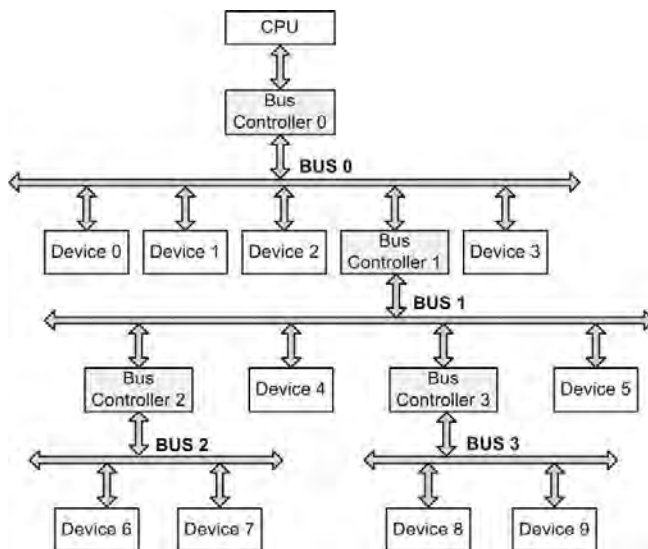 CPU
Bus
Controller 0
BUS 0
Device 0
Device 1
Device 2
Bus
Controller 1
Device 3
BUS 1
Bus
Controller 2
Device 4
Bus
Controller 3
Device 5
BUS 2
BUS 3
Device 6
Device 7
Device 8
Device 9